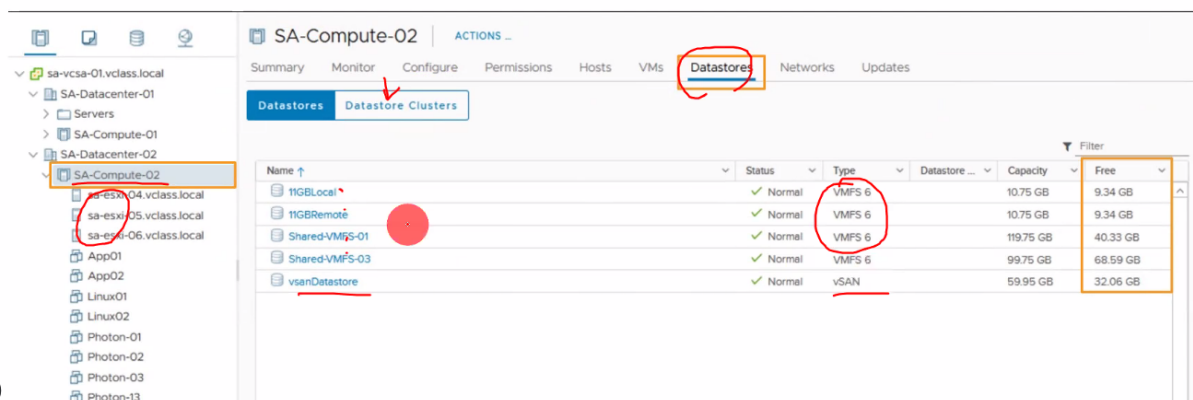 SA-Compute-02 ACTIONS
Summary Monitor Configure Permissions Hosts VMs Datastores Networks Updates
Datastores Datastore Clusters
Filter
Name Status Type Datastore ... Capacity Free
11GBLocal Normal VMFS 6 10.75 GB 9.34 GB
11GBRemote Normal VMFS 6 10.75 GB 9.34 GB
Shared-VMFS-01 Normal VMFS 6 119.75 GB 40.33 GB
Shared-VMFS-03 Normal VMFS 6 99.75 GB 68.59 GB
vsanDatastore Normal vSAN 59.95 GB 32.06 GB
sa-vcsa-01.vclass.local
SA-Datacenter-01
Servers
SA-Compute-01
SA-Datacenter-02
SA-Compute-02
sa-esxi-04.vclass.local
sa-esxi-05.vclass.local
sa-esxi-06.vclass.local
App01
App02
Linux01
Linux02
Photon-01
Photon-02
Photon-03
Photon-13